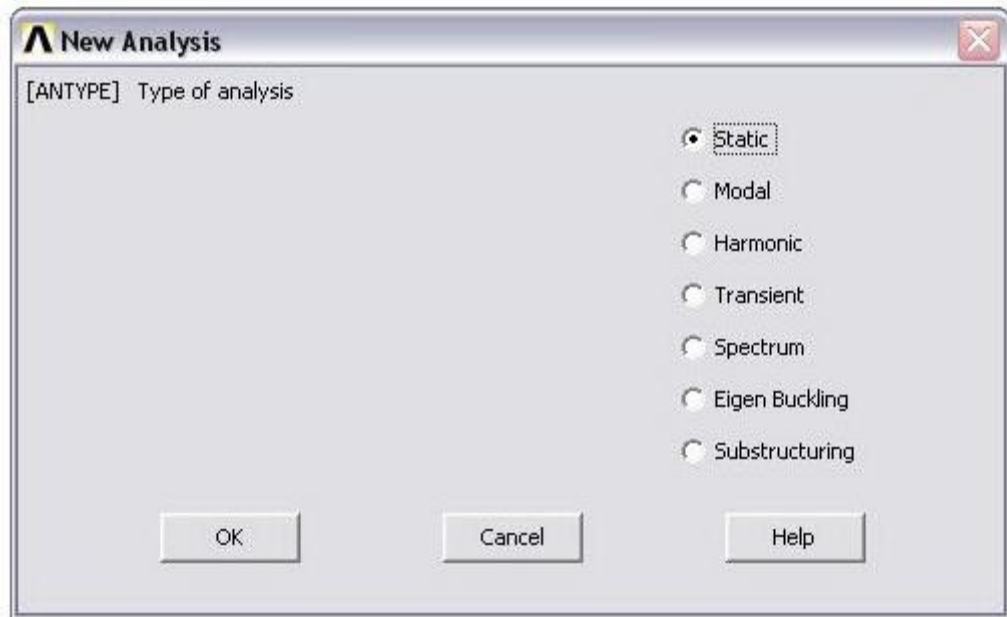 New Analysis
[ANTYPE] Type of analysis
Static
Modal
Harmonic
Transient
Spectrum
Eigen Buckling
Substructuring
OK Cancel Help